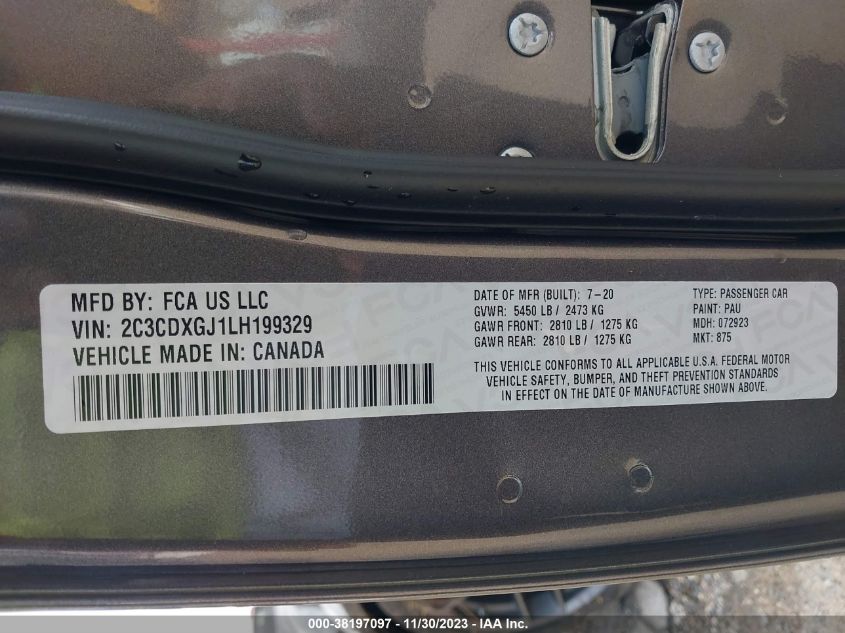 MFD BY: FCA US LLC
VIN: 2C3CDXGJ1LH199329
VEHICLE MADE IN: CANADA
DATE OF MFR (BUILT): 7-20
GVWR: 5450 LB / 2473 KG
GAWR FRONT: 2810 LB / 1275 KG
GAWR REAR: 2810 LB / 1275 KG
TYPE: PASSENGER CAR
PAINT: PAU
MDH: 072923
MKT: 875
THIS VEHICLE CONFORMS TO ALL APPLICABLE U.S.A. FEDERAL MOTOR
VEHICLE SAFETY, BUMPER, AND THEFT PREVENTION STANDARDS
IN EFFECT ON THE DATE OF MANUFACTURE SHOWN ABOVE.
000-38197097 - 11/30/2023 - IAA Inc.